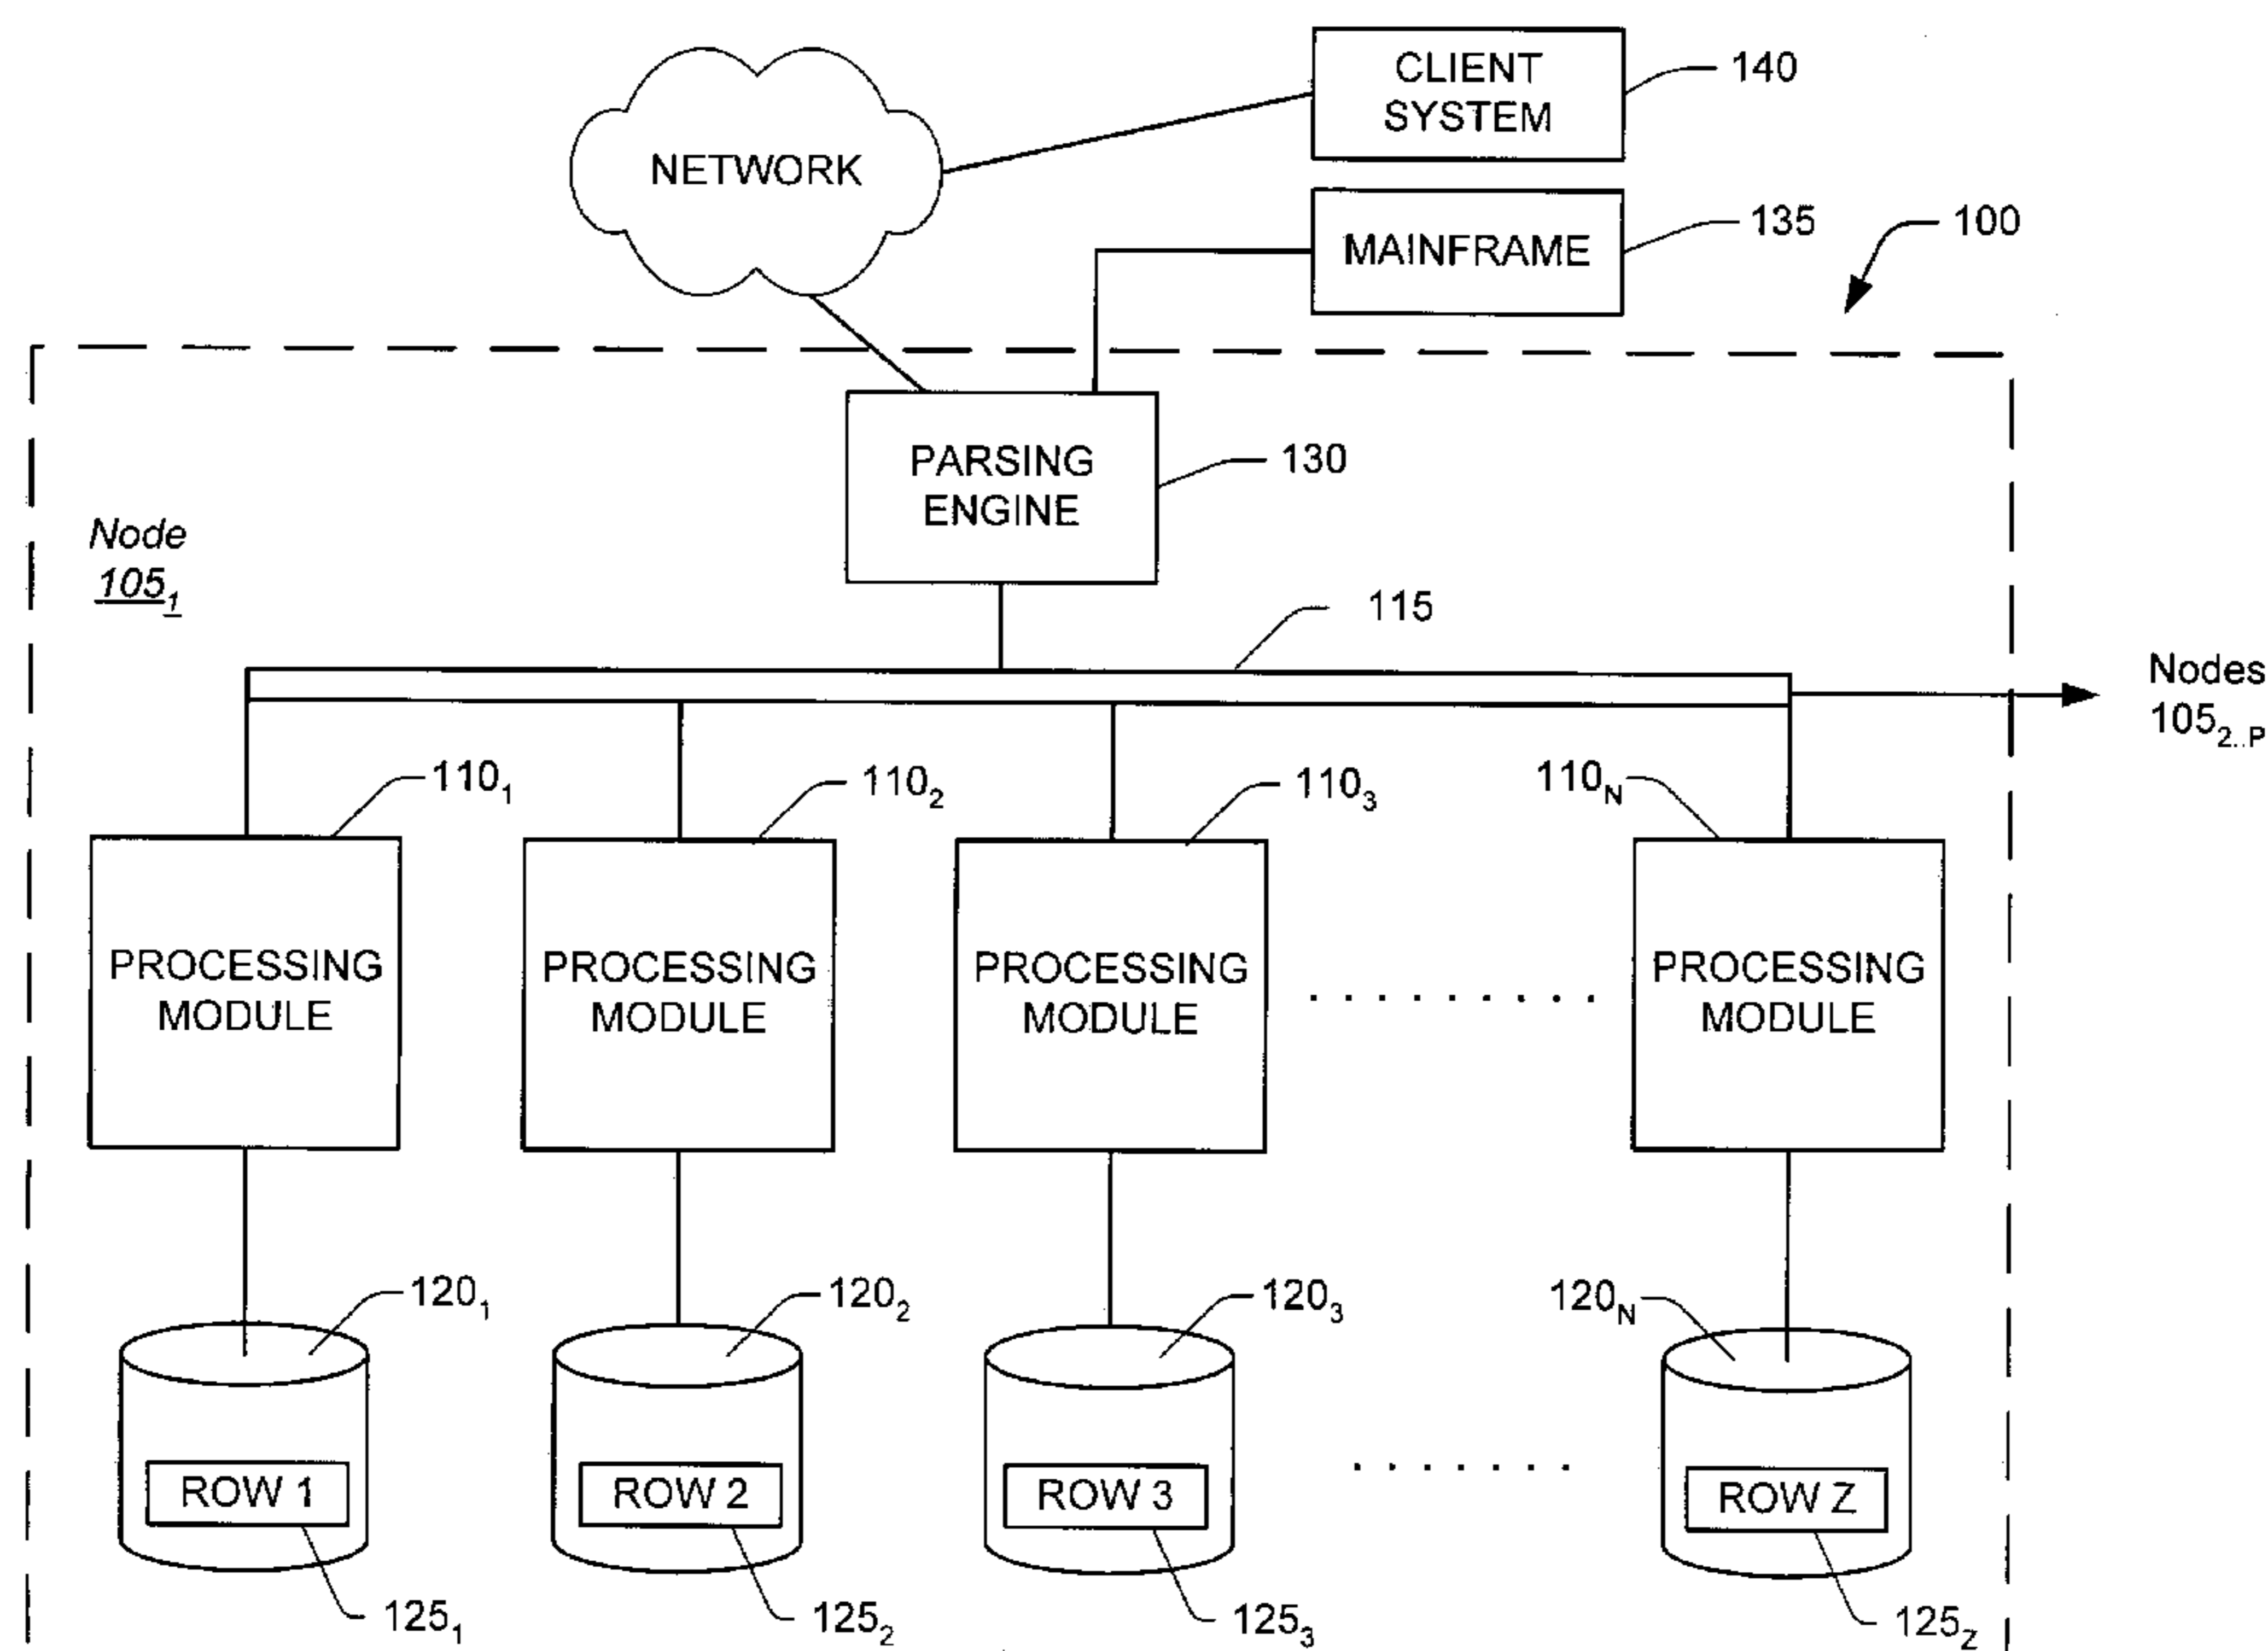 CLIENT
SYSTEM
140
NETWORK
MAINFRAME
135
100
PARSING
ENGINE
130
Node
105₁
115
Nodes
105₂..P
110₁
110₂
110₃
110N
PROCESSING
MODULE
PROCESSING
MODULE
PROCESSING
MODULE
. . . . . . . . . .
PROCESSING
MODULE
120₁
120₂
120₃
120N
ROW 1
ROW 2
ROW 3
. . . . . . .
ROW Z
125₁
125₂
125₃
125Z